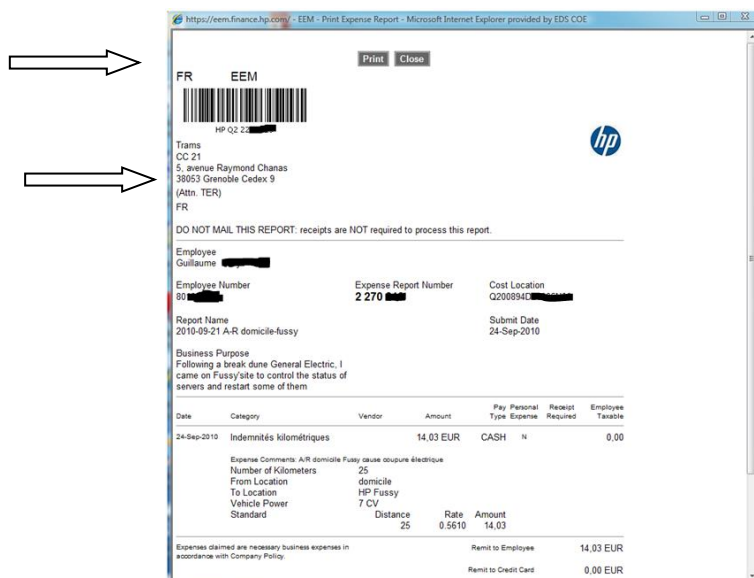 https://eem.finance.hp.com/ - EEM - Print Expense Report - Microsoft Internet Explorer provided by EDS COE
Print Close
FR EEM
HP Q2 22
hp
Trams
CC 21
5, avenue Raymond Chanas
38053 Grenoble Cedex 9
(Attn. TER)
FR
DO NOT MAIL THIS REPORT: receipts are NOT required to process this report.
Employee
Guillaume
Employee Number Expense Report Number Cost Location
80 2 270 Q200894D
Report Name Submit Date
2010-09-21 A-R domicile-fussy 24-Sep-2010
Business Purpose
Following a break dune General Electric, I
came on Fussy'site to control the status of
servers and restart some of them
Date Category Vendor Amount Pay Type Personal Expense Receipt Required Employee Taxable
24-Sep-2010 Indemnités kilométriques 14,03 EUR CASH N 0,00
Expense Comments: A/R domicile Fussy cause coupure électrique
Number of Kilometers 25
From Location domicile
To Location HP Fussy
Vehicle Power 7 CV
Standard Distance Rate Amount
25 0.5610 14,03
Expenses claimed are necessary business expenses in
accordance with Company Policy.
Remit to Employee 14,03 EUR
Remit to Credit Card 0,00 EUR